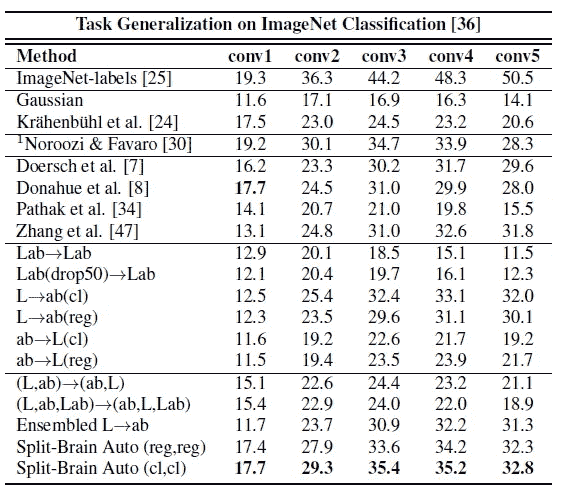 Task Generalization on ImageNet Classification [36]
Method conv1 conv2 conv3 conv4 conv5
ImageNet-labels [25] 19.3 36.3 44.2 48.3 50.5
Gaussian 11.6 17.1 16.9 16.3 14.1
Krähenbühl et al. [24] 17.5 23.0 24.5 23.2 20.6
¹Noroozi & Favaro [30] 19.2 30.1 34.7 33.9 28.3
Doersch et al. [7] 16.2 23.3 30.2 31.7 29.6
Donahue et al. [8] 17.7 24.5 31.0 29.9 28.0
Pathak et al. [34] 14.1 20.7 21.0 19.8 15.5
Zhang et al. [47] 13.1 24.8 31.0 32.6 31.8
Lab→Lab 12.9 20.1 18.5 15.1 11.5
Lab(drop50)→Lab 12.1 20.4 19.7 16.1 12.3
L→ab(cl) 12.5 25.4 32.4 33.1 32.0
L→ab(reg) 12.3 23.5 29.6 31.1 30.1
ab→L(cl) 11.6 19.2 22.6 21.7 19.2
ab→L(reg) 11.5 19.4 23.5 23.9 21.7
(L,ab)→(ab,L) 15.1 22.6 24.4 23.2 21.1
(L,ab,Lab)→(ab,L,Lab) 15.4 22.9 24.0 22.0 18.9
Ensembled L→ab 11.7 23.7 30.9 32.2 31.3
Split-Brain Auto (reg,reg) 17.4 27.9 33.6 34.2 32.3
Split-Brain Auto (cl,cl) 17.7 29.3 35.4 35.2 32.8